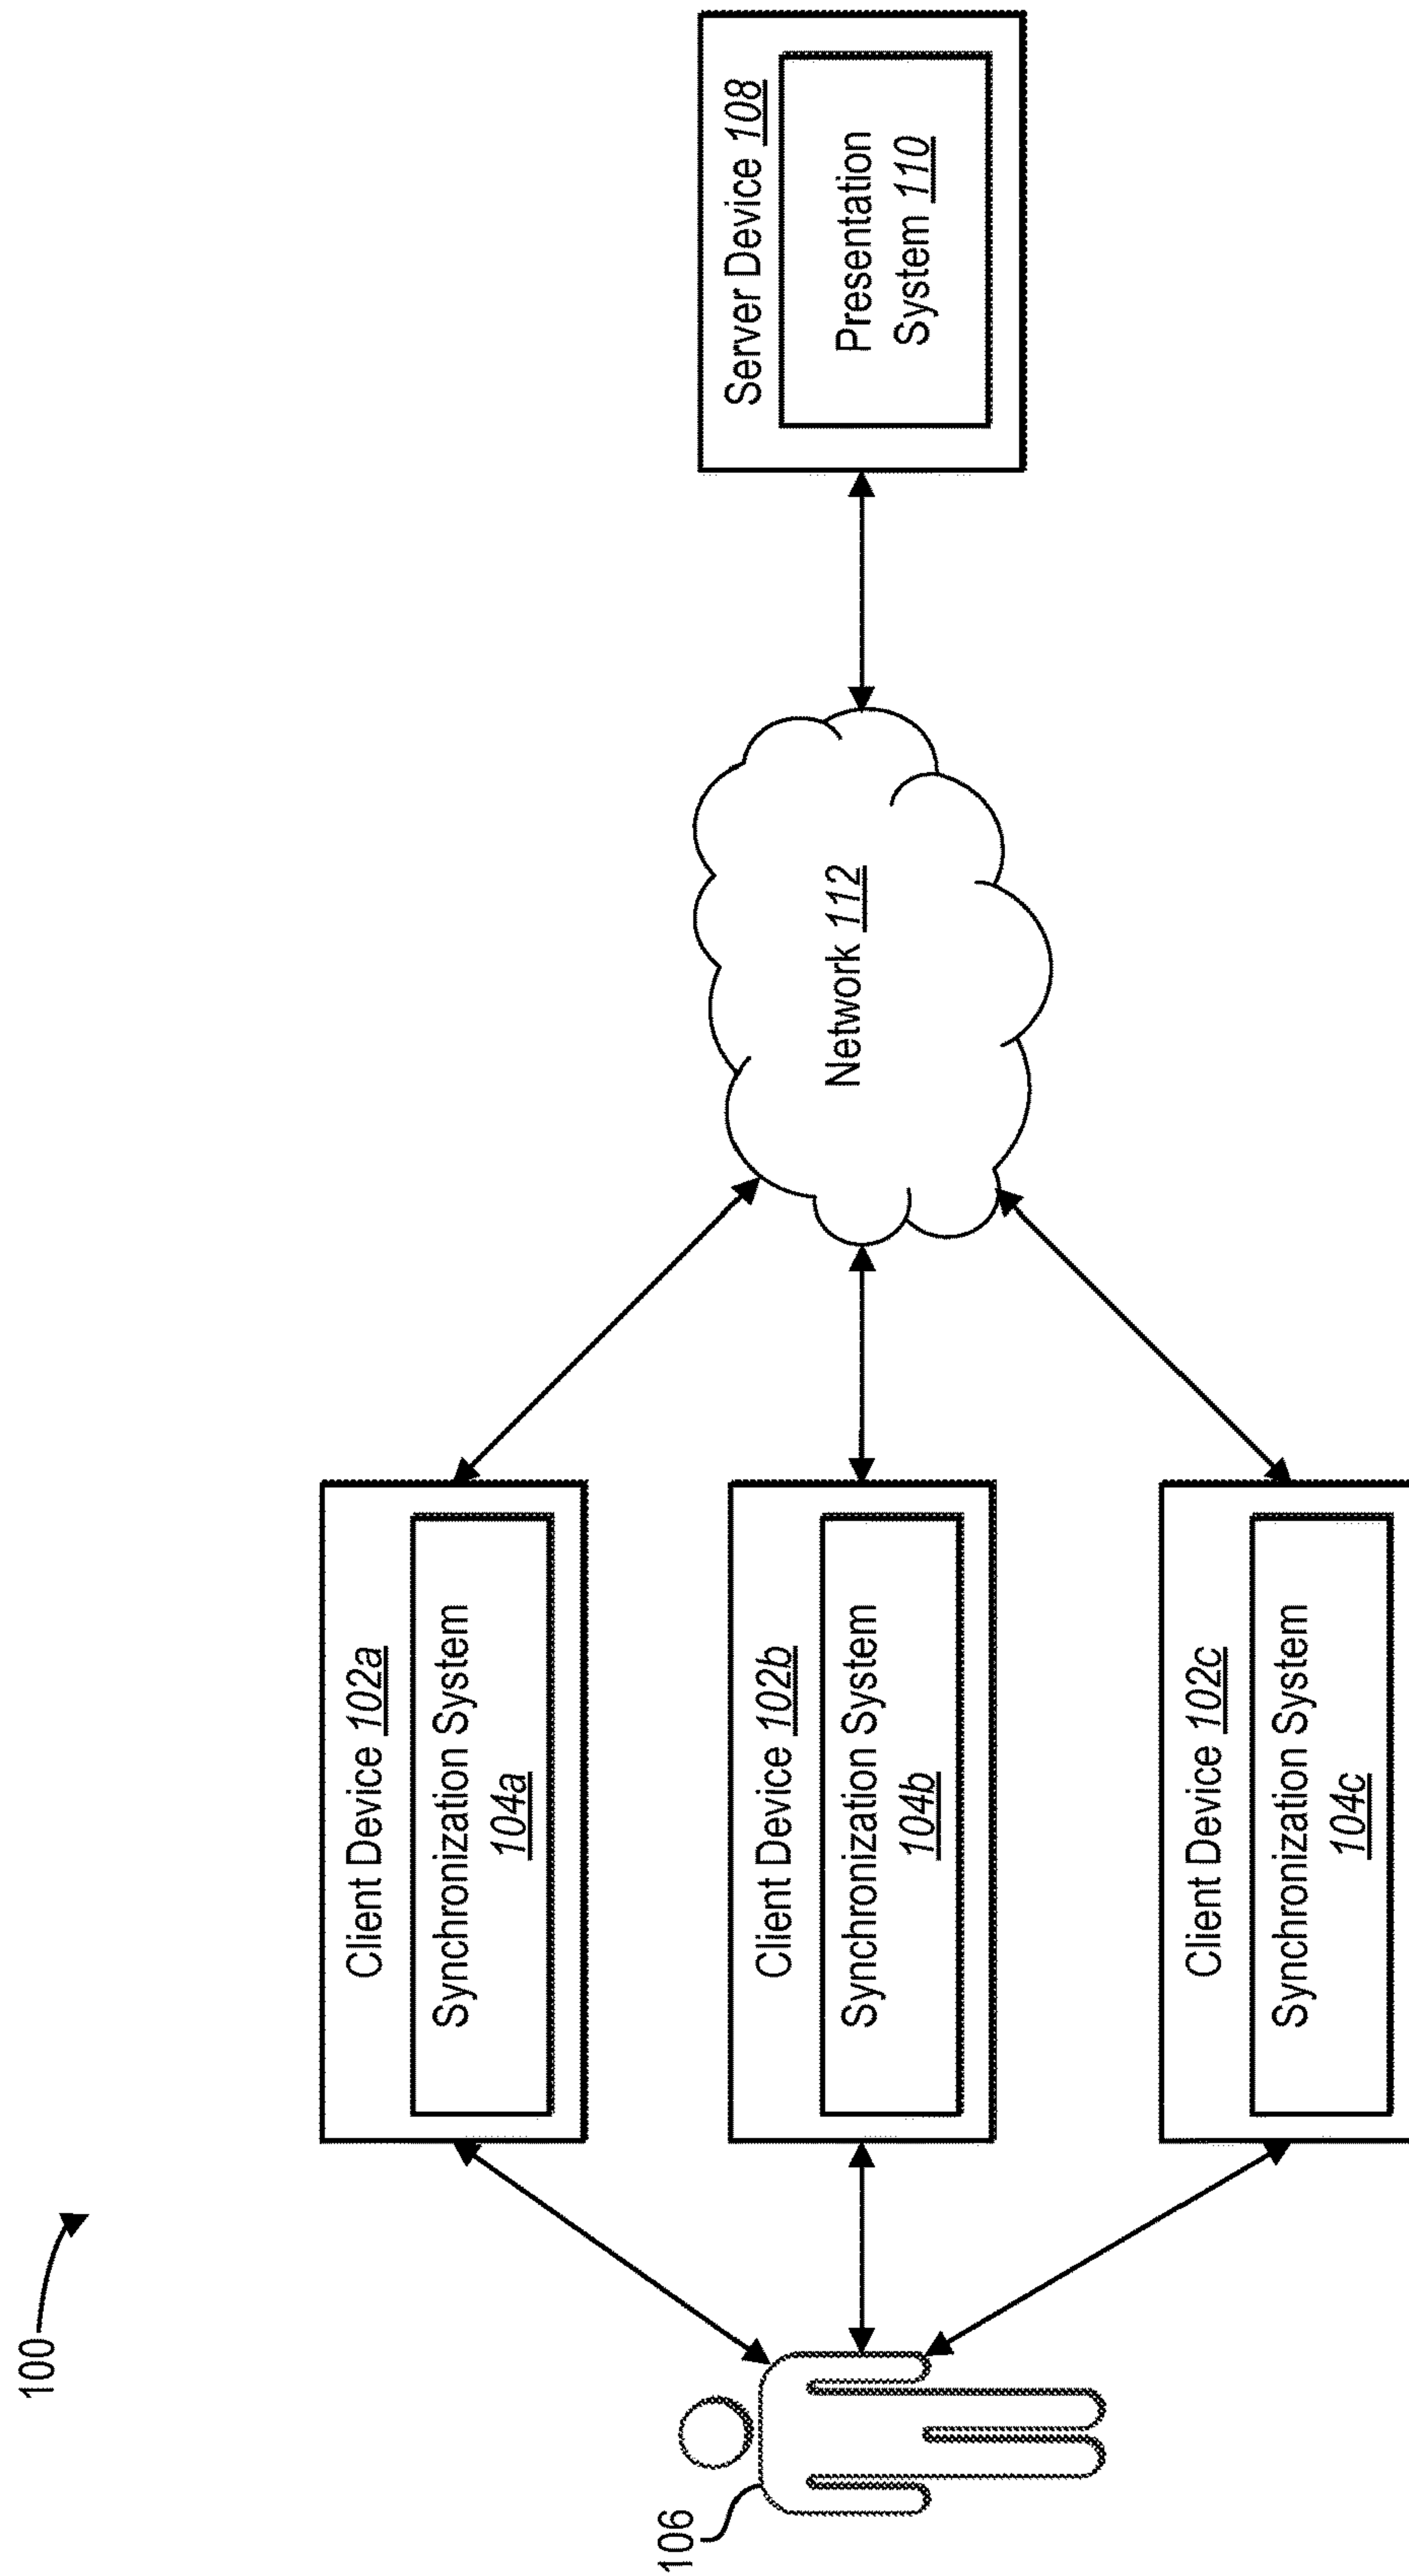 100
106
Client Device 102a
Synchronization System
104a
Client Device 102b
Synchronization System
104b
Client Device 102c
Synchronization System
104c
Network 112
Server Device 108
Presentation
System 110